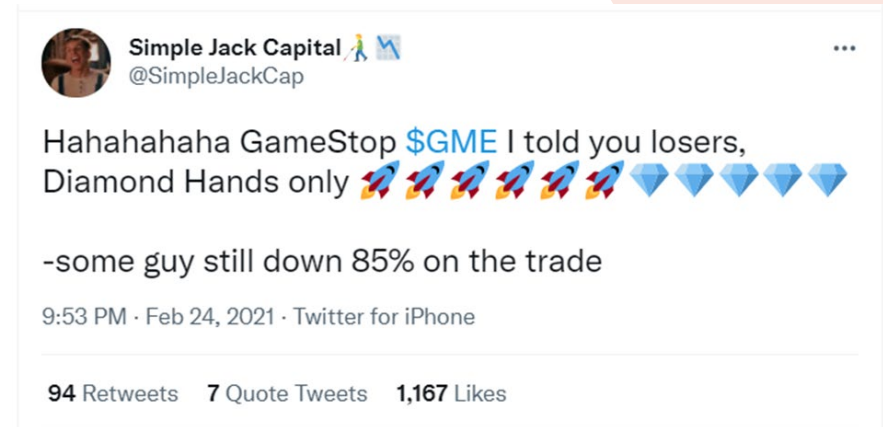 Simple Jack Capital👨‍🦯📉
@SimpleJackCap
Hahahahaha GameStop $GME I told you losers,
Diamond Hands only 🚀🚀🚀🚀🚀🚀💎💎💎💎💎
-some guy still down 85% on the trade
9:53 PM · Feb 24, 2021 · Twitter for iPhone
94 Retweets 7 Quote Tweets 1,167 Likes